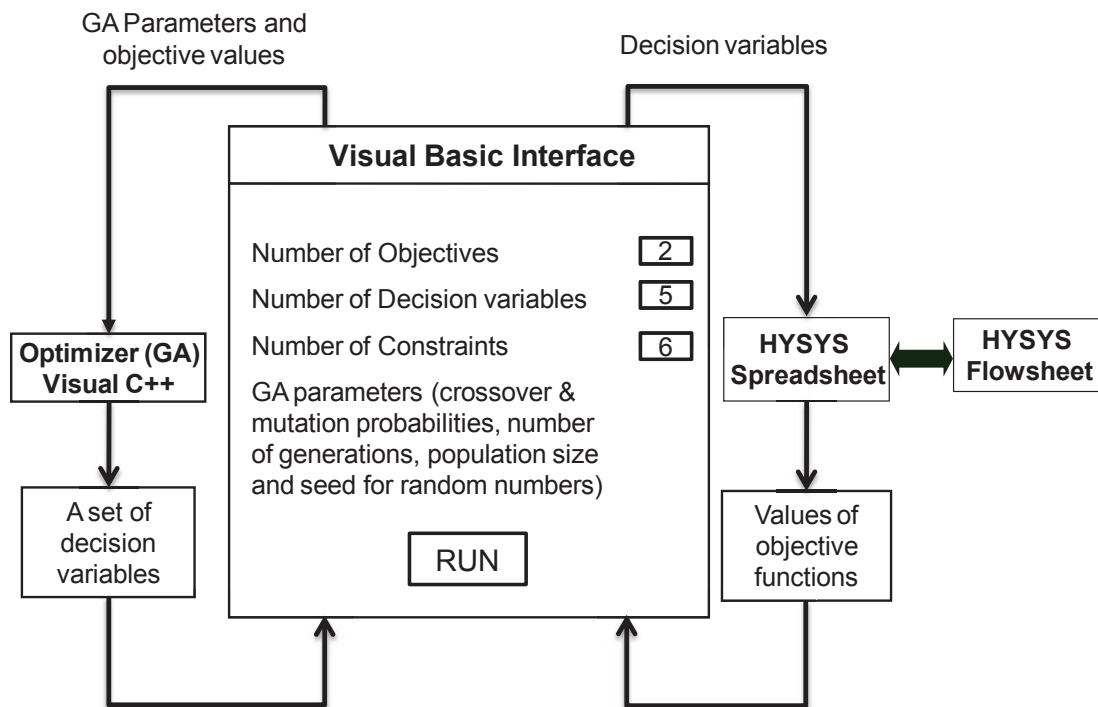 GA Parameters and
objective values
Decision variables
Visual Basic Interface
Number of Objectives
2
Number of Decision variables
5
Number of Constraints
6
GA parameters (crossover &
mutation probabilities, number
of generations, population size
and seed for random numbers)
RUN
Optimizer (GA)
Visual C++
A set of
decision
variables
HYSYS
Spreadsheet
HYSYS
Flowsheet
Values of
objective
functions